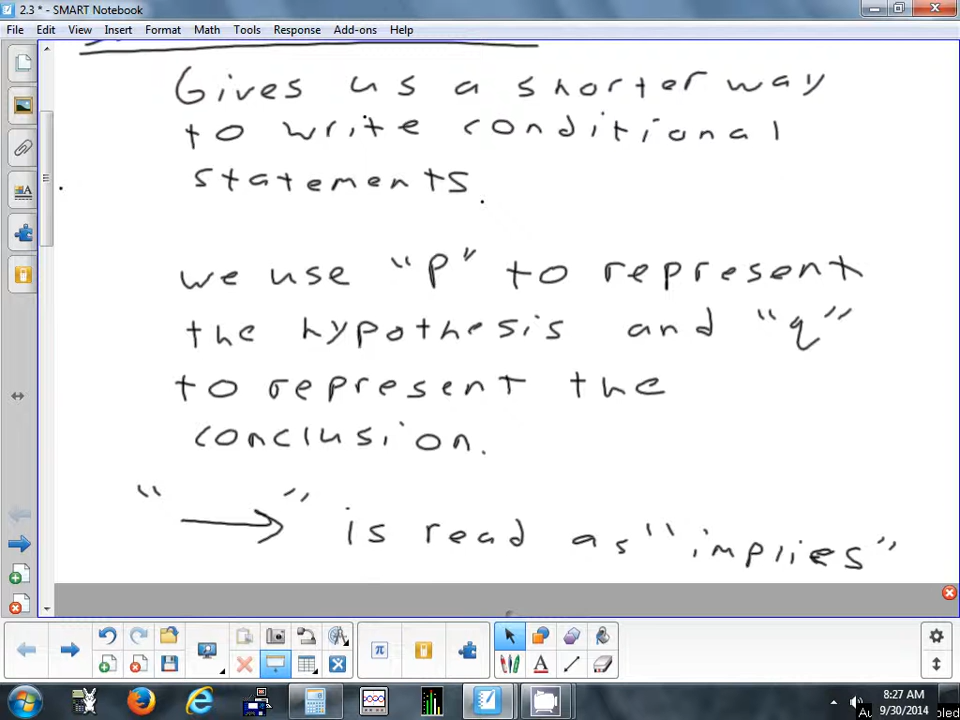 2.3 * - SMART Notebook
File Edit View Insert Format Math Tools Response Add-ons Help
Gives us a shorter way
to write conditional
statements.
we use "p" to represent
the hypothesis and "q"
to represent the
conclusion.
"→" is read as "implies"
8:27 AM
9/30/2014